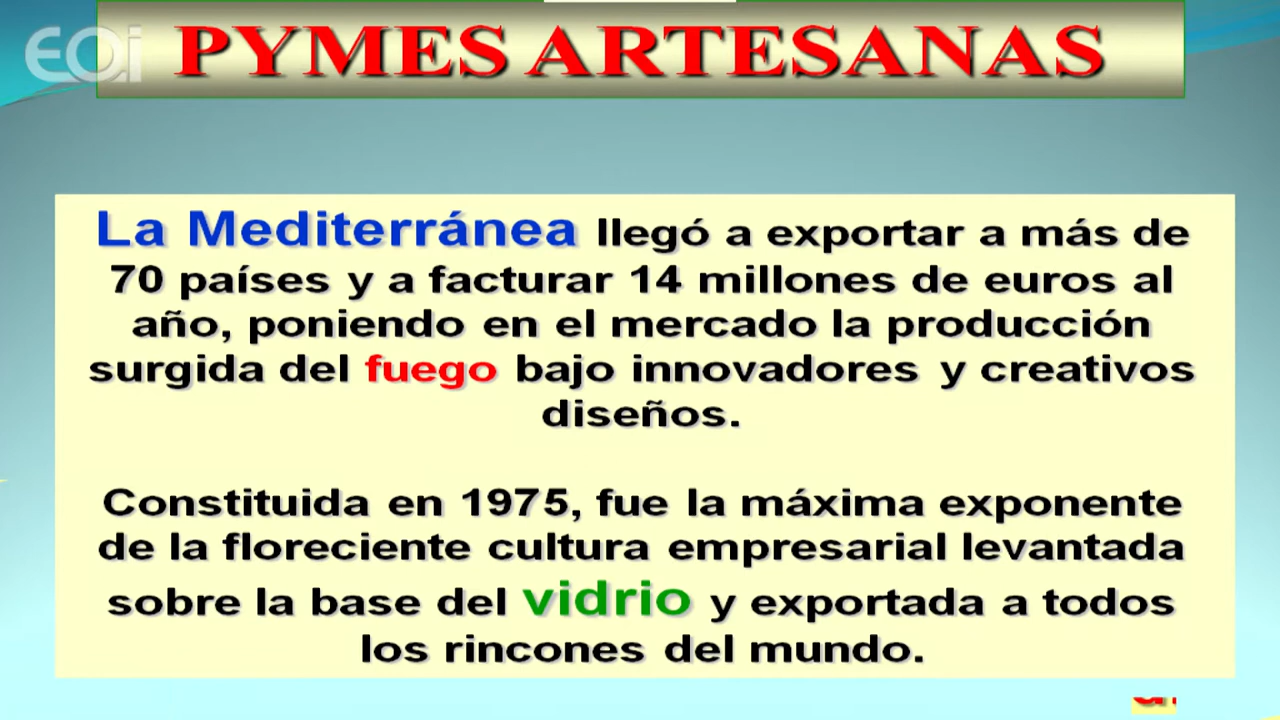 EOi
PYMES ARTESANAS
La Mediterránea llegó a exportar a más de
70 países y a facturar 14 millones de euros al
año, poniendo en el mercado la producción
surgida del fuego bajo innovadores y creativos
diseños.
Constituida en 1975, fue la máxima exponente
de la floreciente cultura empresarial levantada
sobre la base del vidrio y exportada a todos
los rincones del mundo.